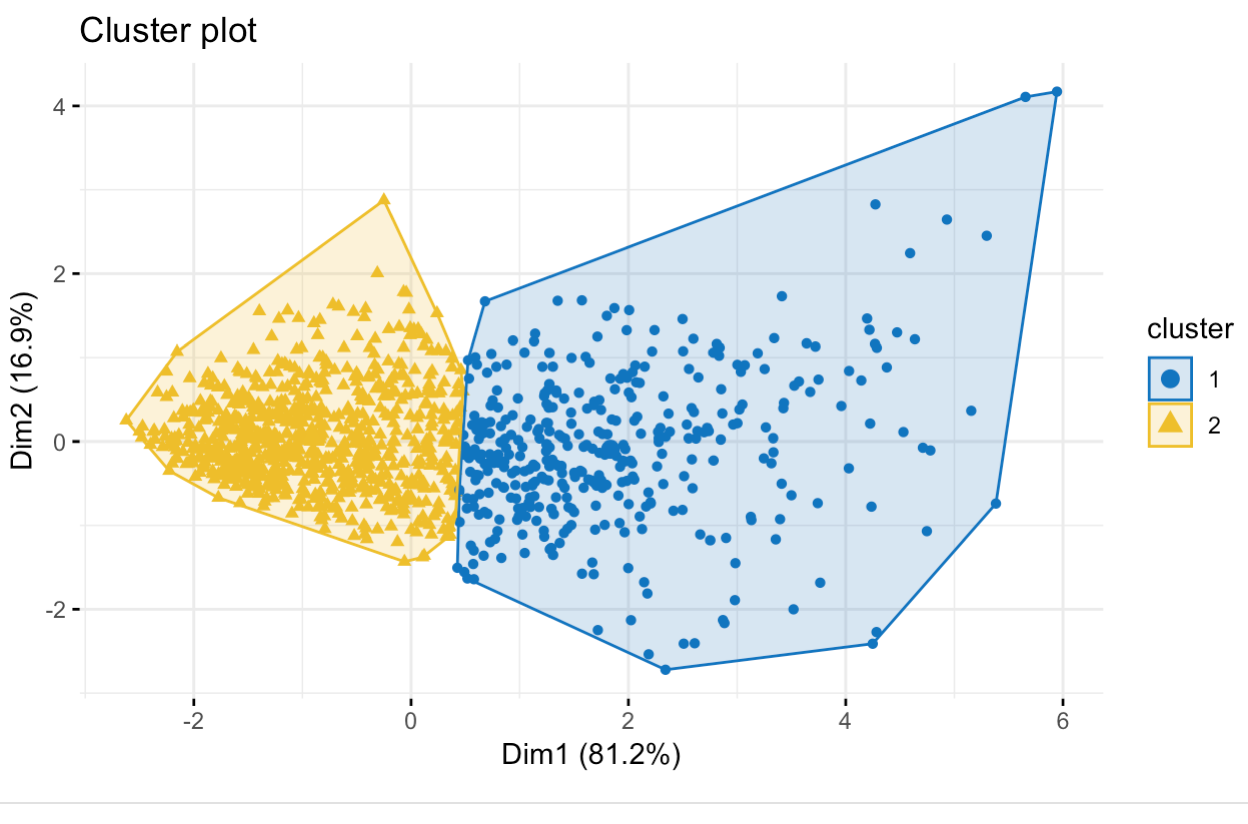 Cluster plot
4
2
0
-2
Dim2 (16.9%)
-2 0 2 4 6
Dim1 (81.2%)
cluster
1
2